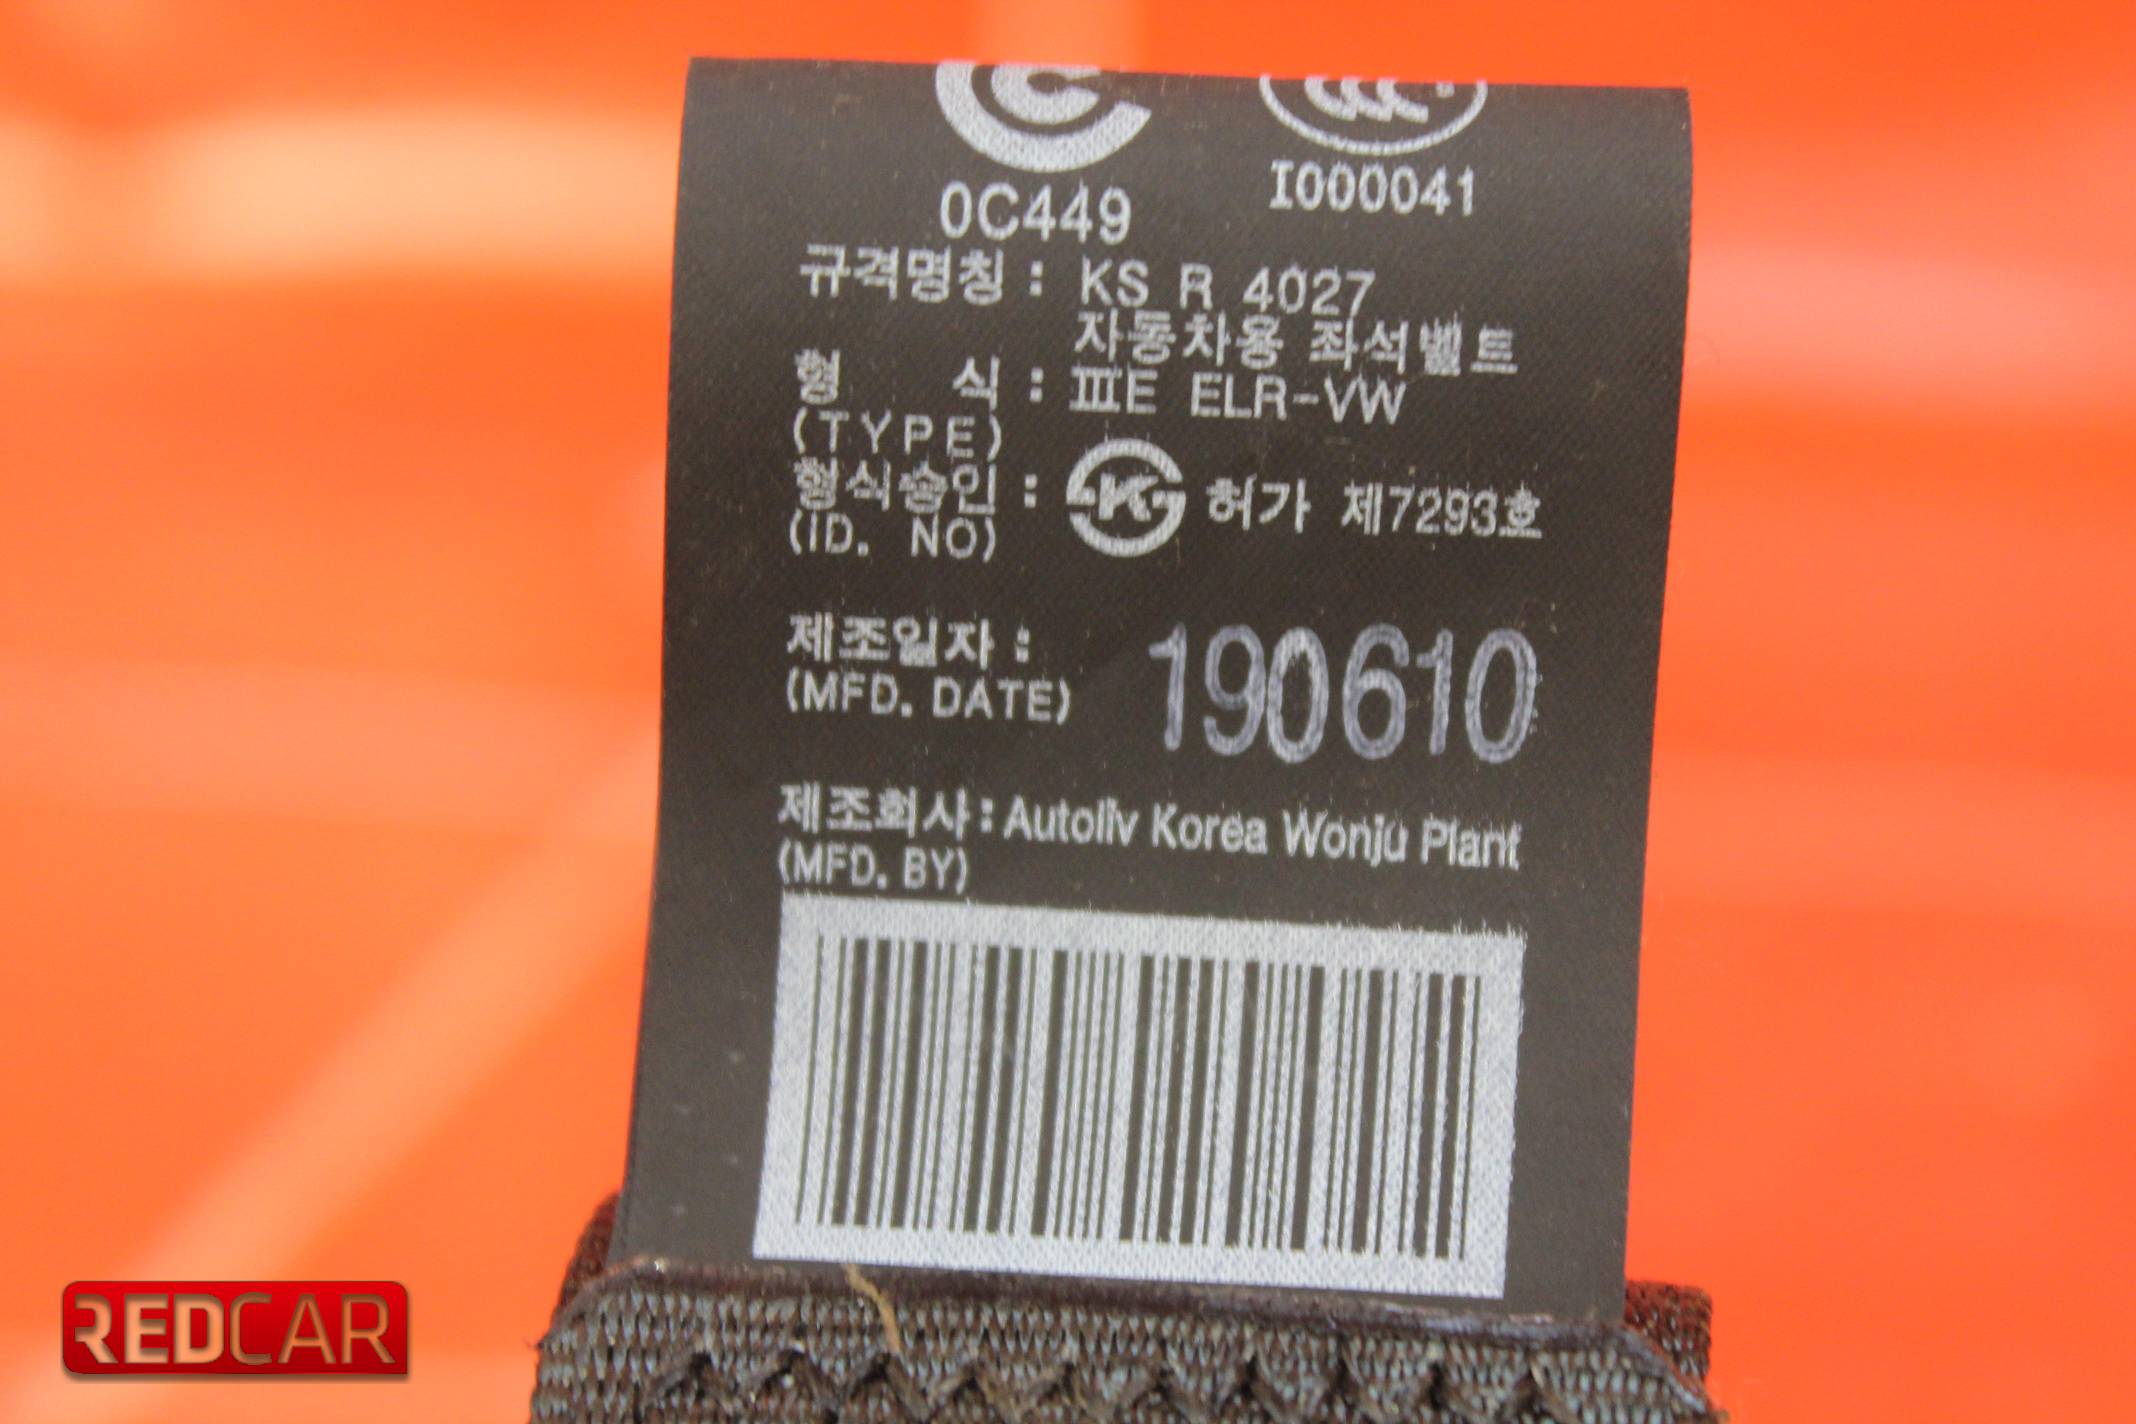 0C449
I000041
규격명칭 : KS R 4027
자동차용 좌석벨트
형 식 : ⅢE ELR-VW
(TYPE)
형식승인 : K 허가 제7293호
(ID. NO)
제조일자 :
(MFD. DATE)
190610
제조회사 : Autoliv Korea Wonju Plant
(MFD. BY)
REDCAR